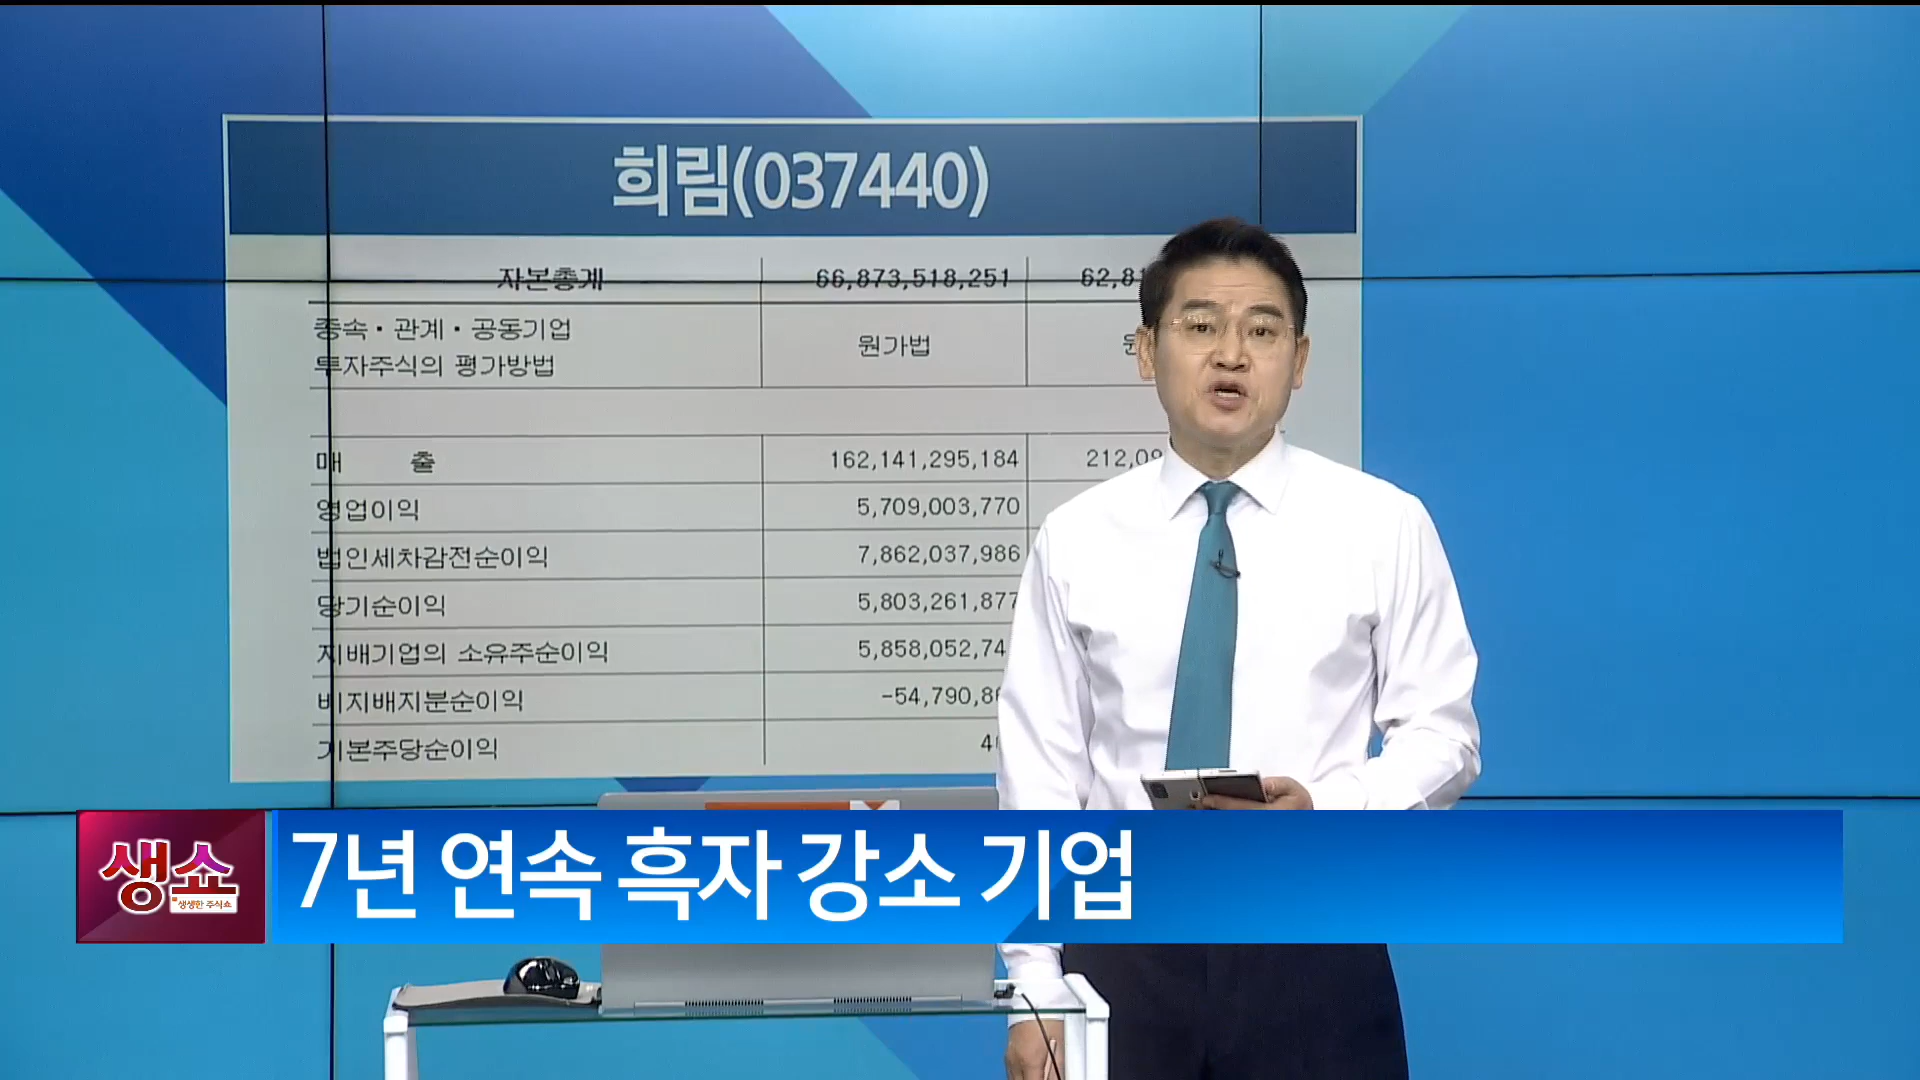 희림(037440)
자본총계 66,873,518,251
종속·관계·공동기업
투자주식의 평가방법 원가법
매 출 162,141,295,184
영업이익 5,709,003,770
법인세차감전순이익 7,862,037,986
당기순이익 5,803,261,877
지배기업의 소유주순이익
비지배지분순이익
기본주당순이익
생쇼
생생한 주식쇼
7년 연속 흑자 강소 기업